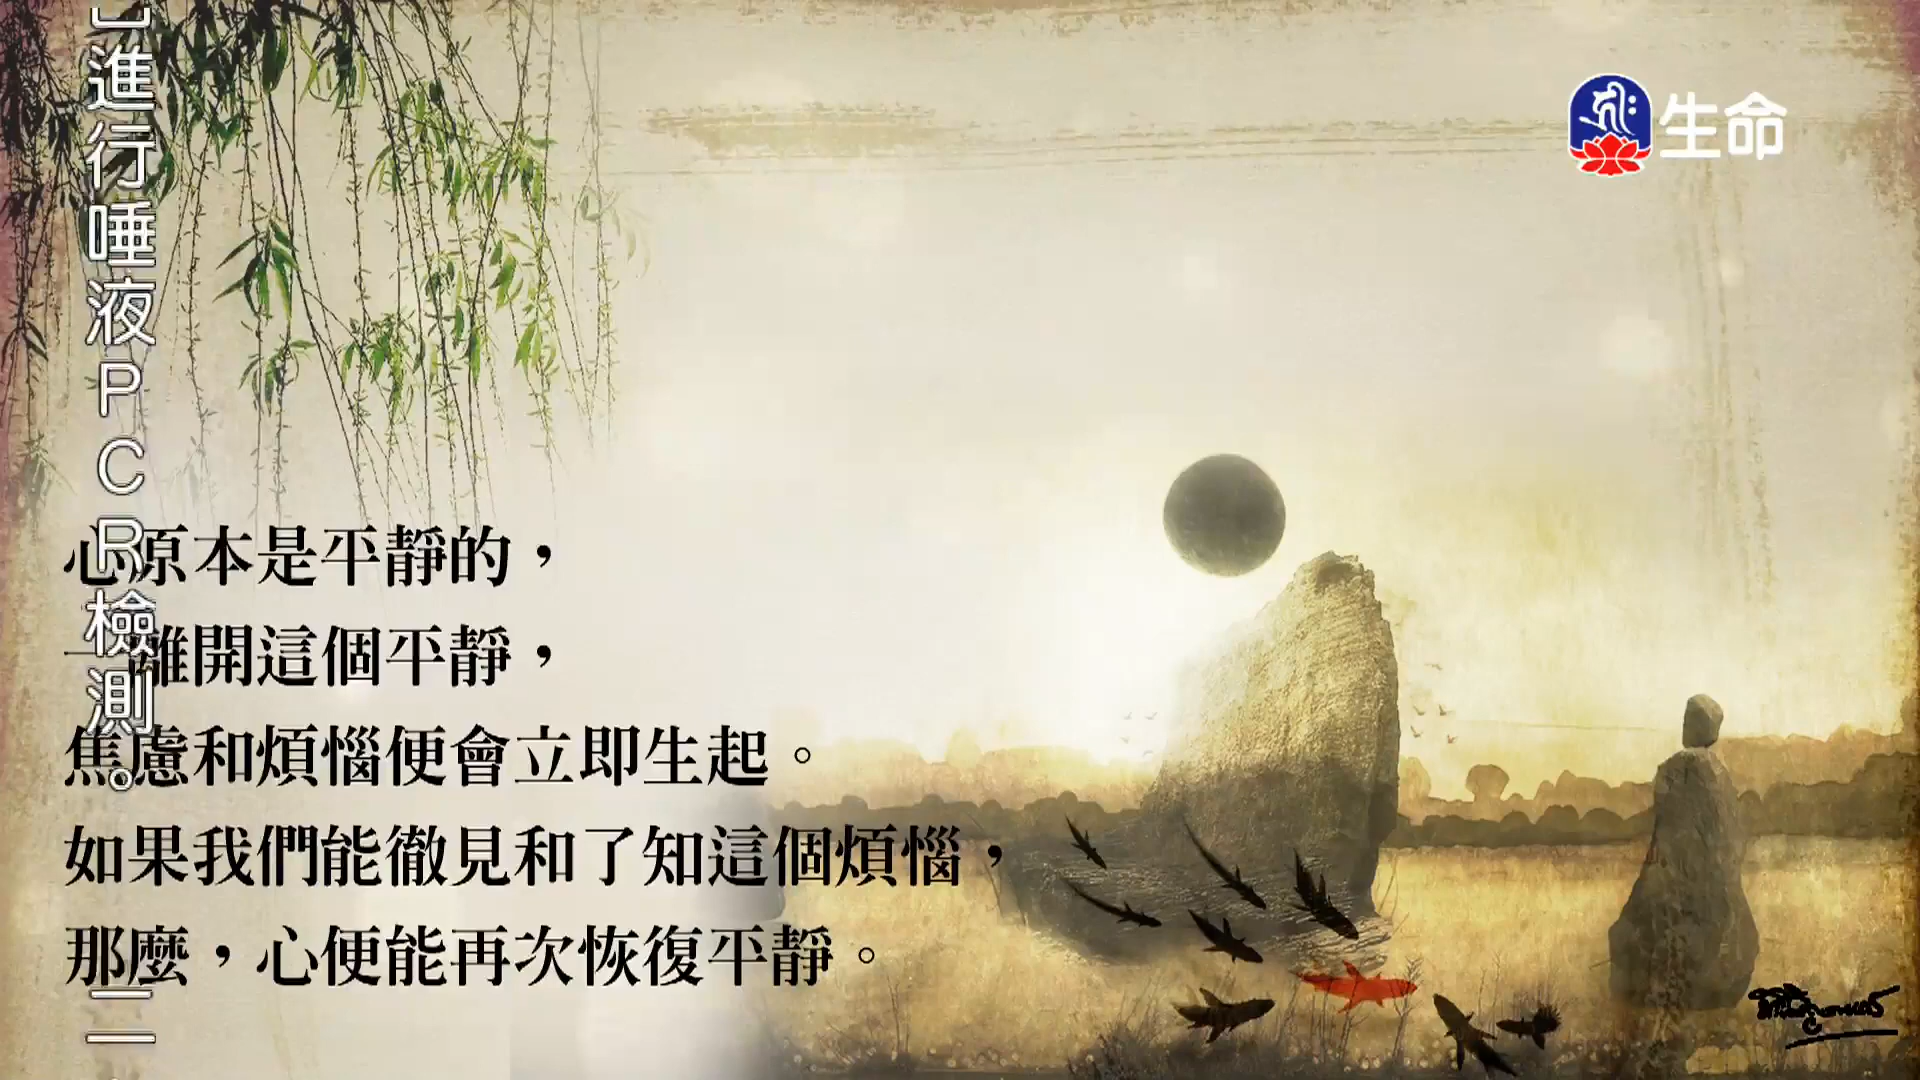 】進行唾液PCR檢測。 二
生命
心原本是平靜的，
一離開這個平靜，
焦慮和煩惱便會立即生起。
如果我們能徹見和了知這個煩惱，
那麼，心便能再次恢復平靜。